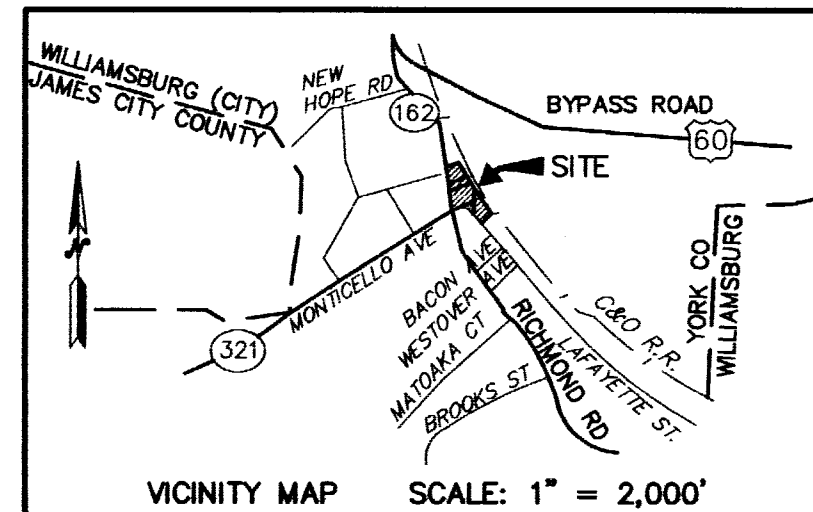 WILLIAMSBURG (CITY)
JAMES CITY COUNTY
NEW
HOPE RD
162
BYPASS ROAD
60
SITE
N
MONTICELLO AVE
321
BACON
AVE
WESTOVER
AVE
MATOAKA CT
BROOKS ST
RICHMOND RD
LAFAYETTE ST.
C&O R.R.
YORK CO
WILLIAMSBURG
VICINITY MAP SCALE: 1" = 2,000'